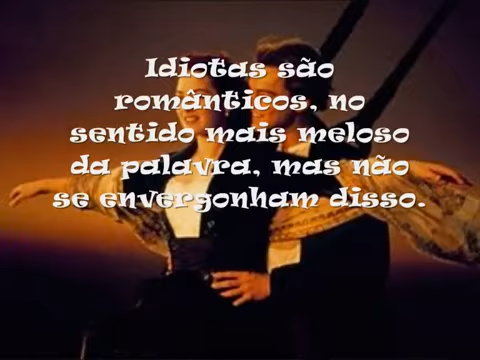 Idiotas são
românticos, no
sentido mais meloso
da palavra, mas não
se envergonham disso.